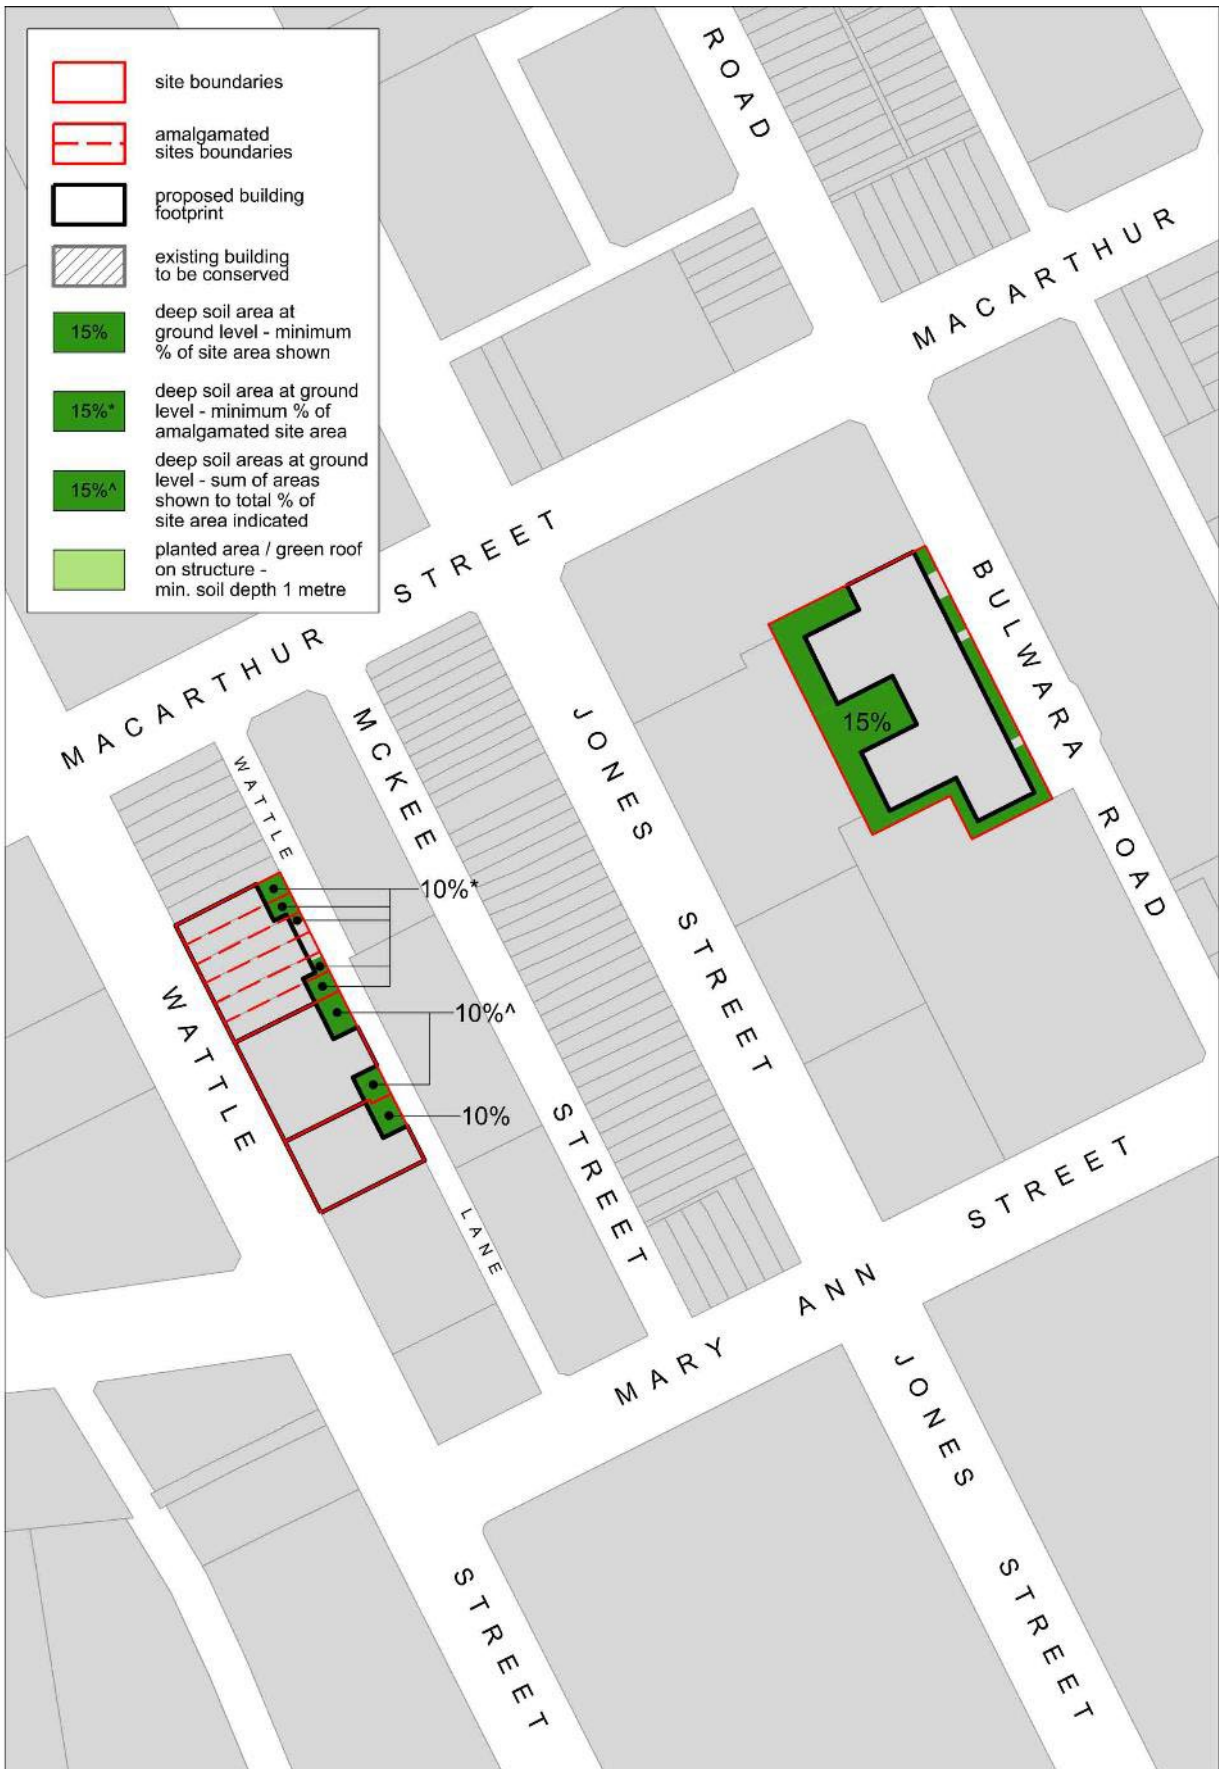 site boundaries
amalgamated
sites boundaries
proposed building
footprint
existing building
to be conserved
15%
deep soil area at
ground level - minimum
% of site area shown
15%*
deep soil area at ground
level - minimum % of
amalgamated site area
15%^
deep soil areas at ground
level - sum of areas
shown to total % of
site area indicated
planted area / green roof
on structure -
min. soil depth 1 metre
ROAD
MACARTHUR
MACARTHUR STREET
BULWARA ROAD
15%
MCKEE STREET
JONES STREET
WATTLE LANE
10%*
10%^
10%
WATTLE STREET
MARY ANN STREET
JONES STREET